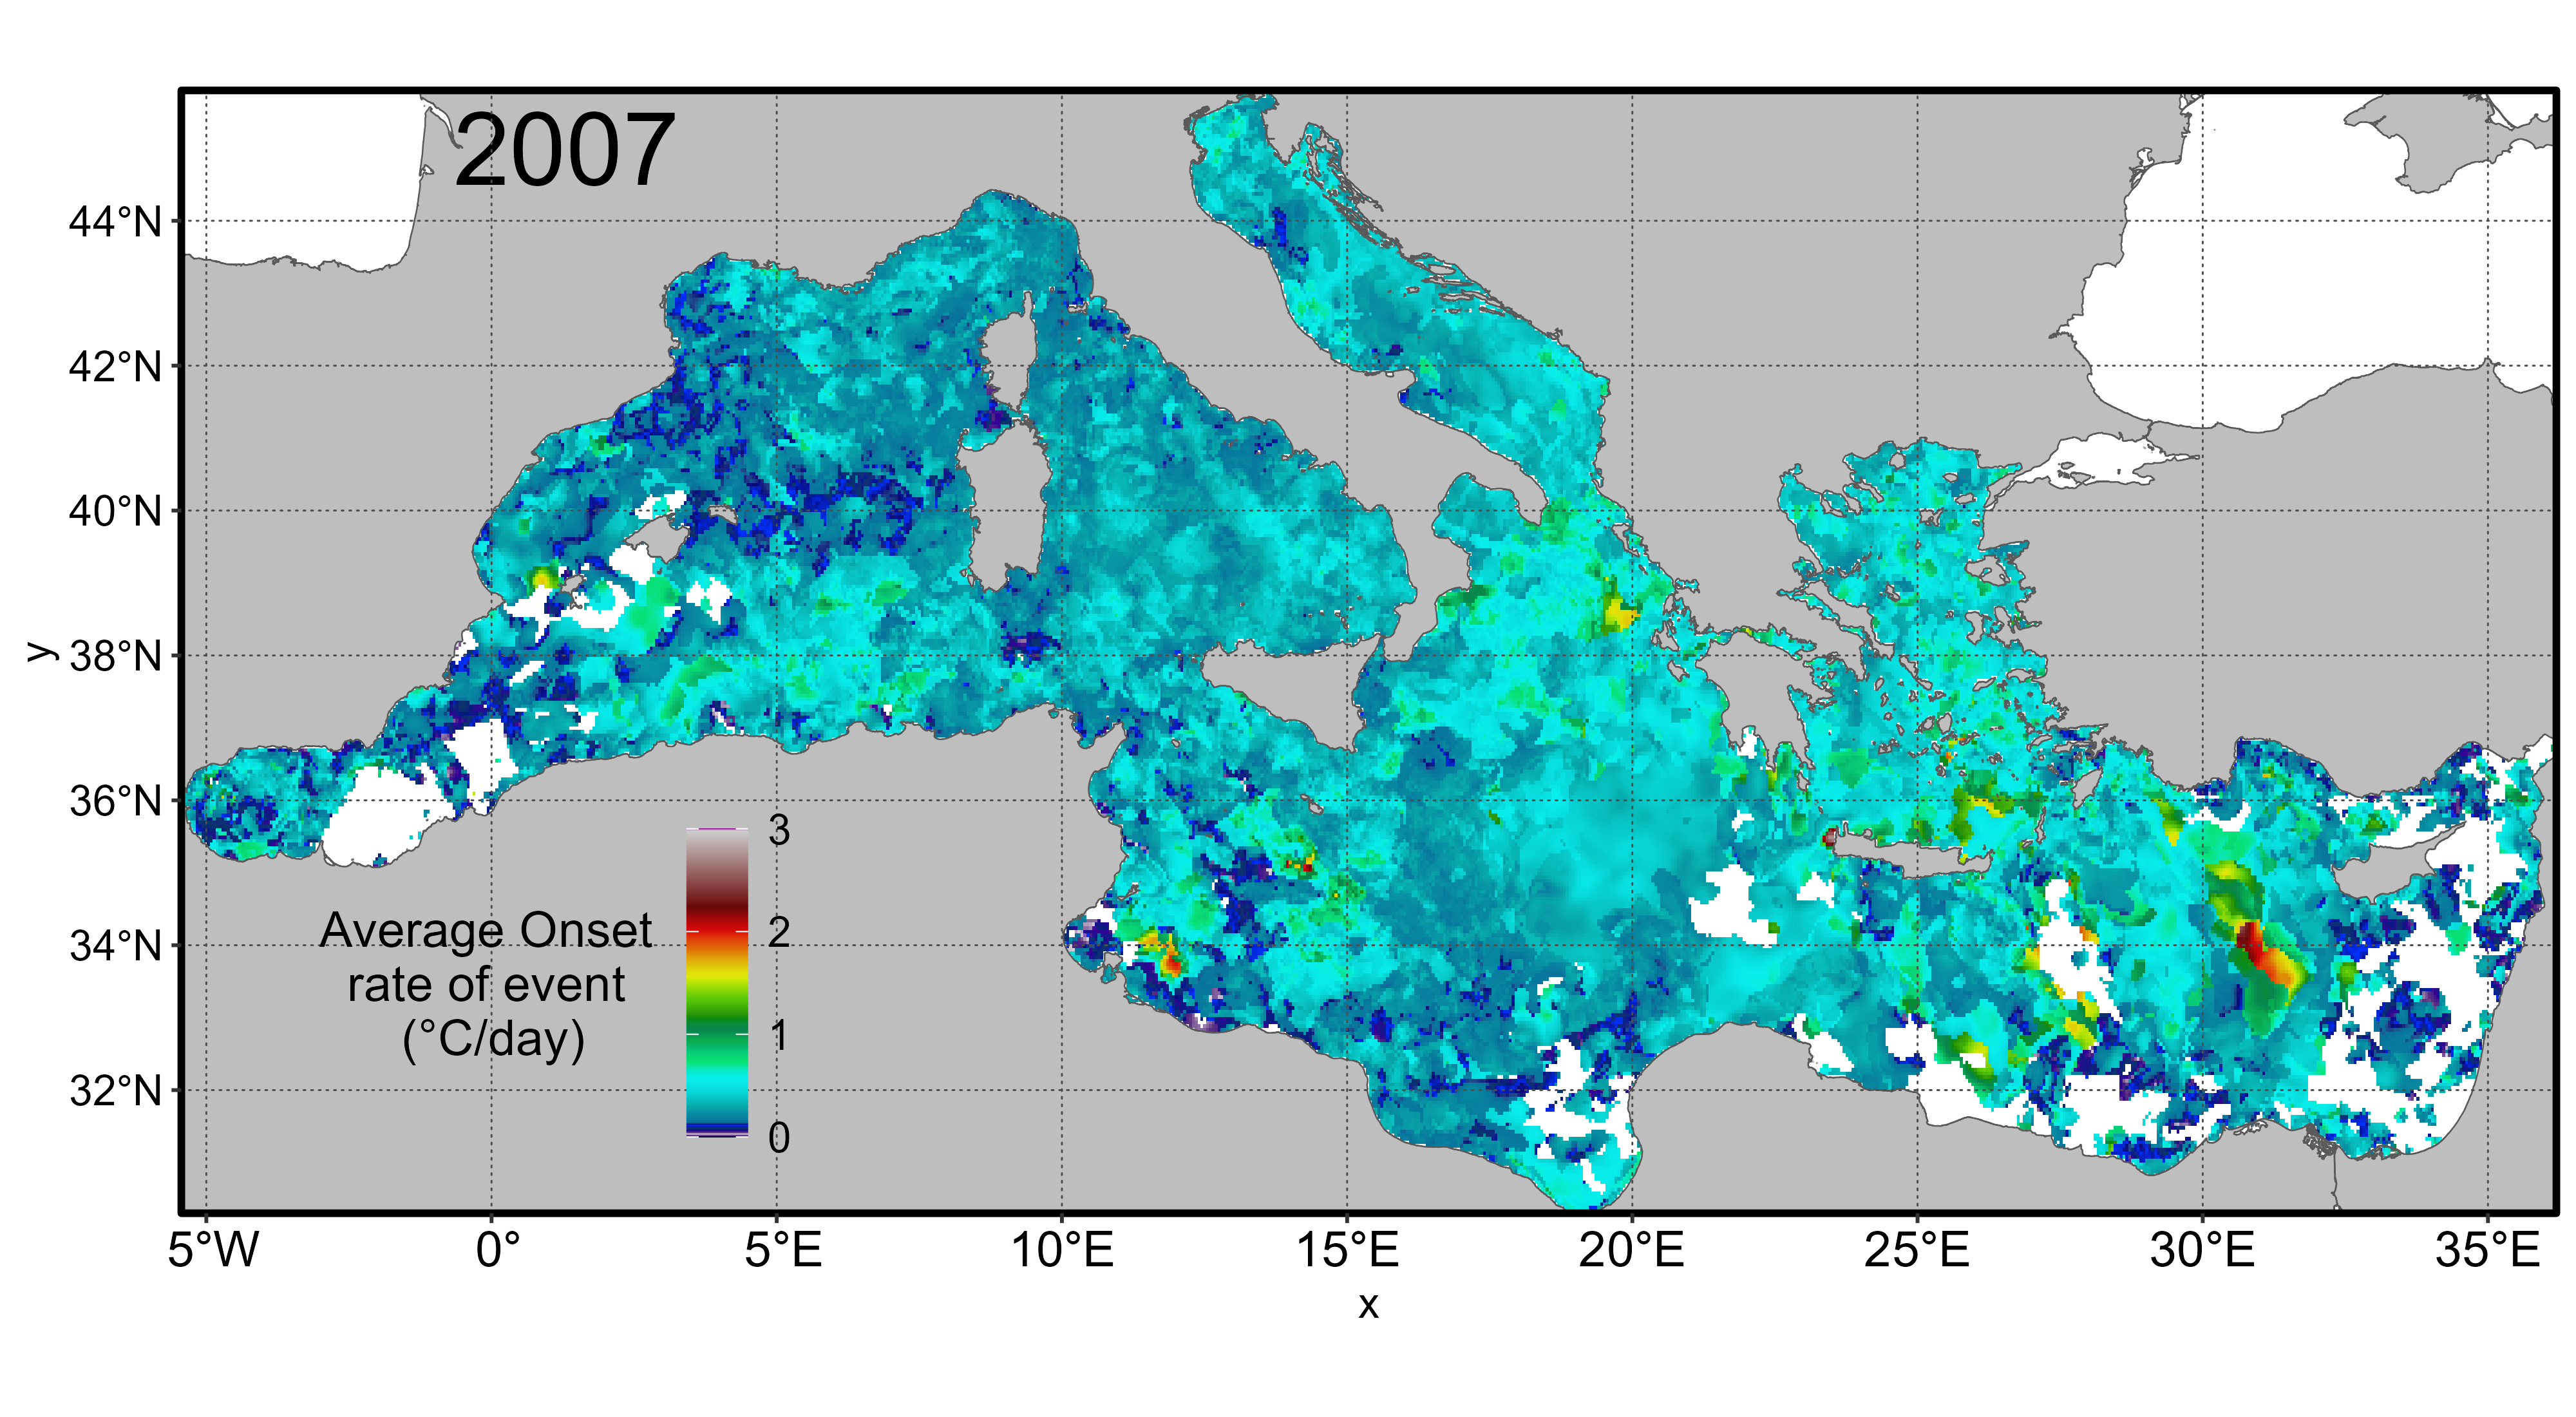 2007
44°N
42°N
40°N
38°N
36°N
34°N
32°N
y
Average Onset
rate of event
(°C/day)
3
2
1
0
5°W 0° 5°E 10°E 15°E 20°E 25°E 30°E 35°E
x